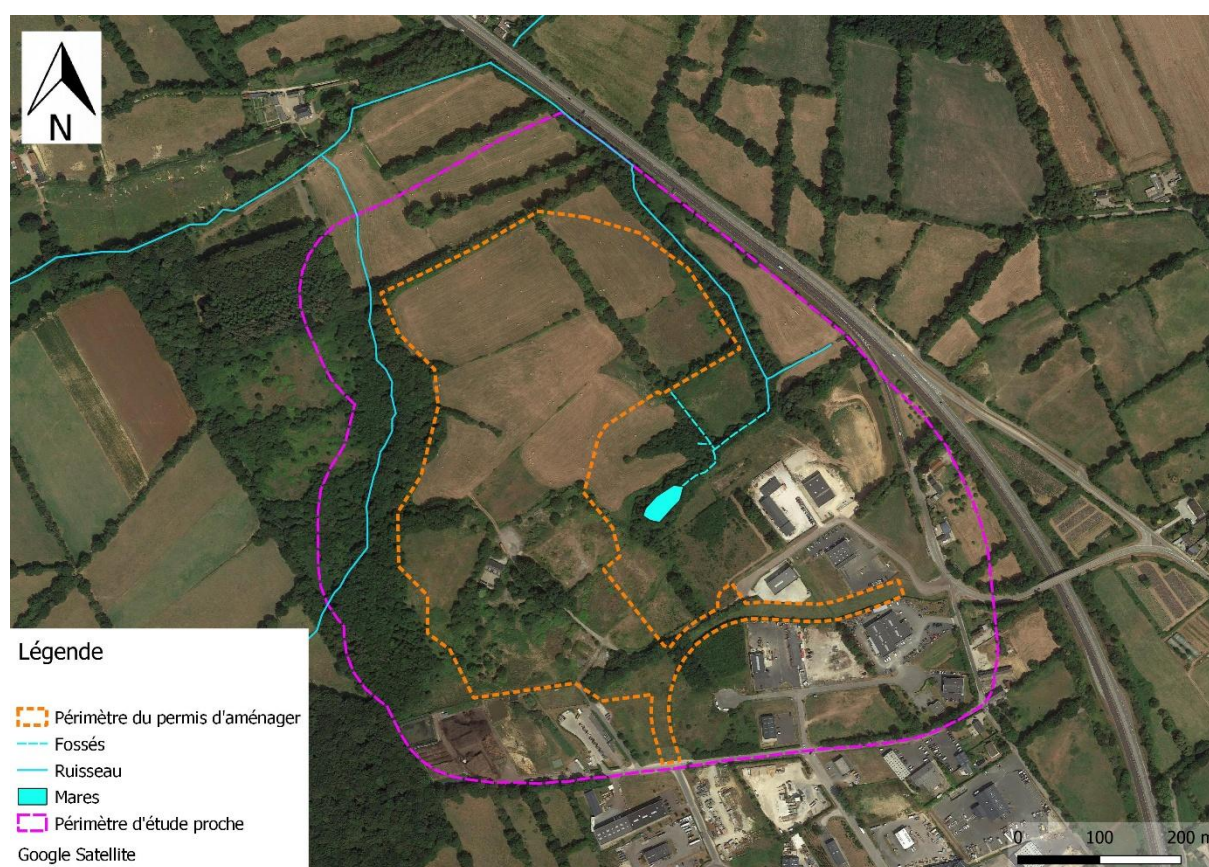 N
Légende
Périmètre du permis d'aménager
Fossés
Ruisseau
Mares
Périmètre d'étude proche
Google Satellite
0 100 200 m